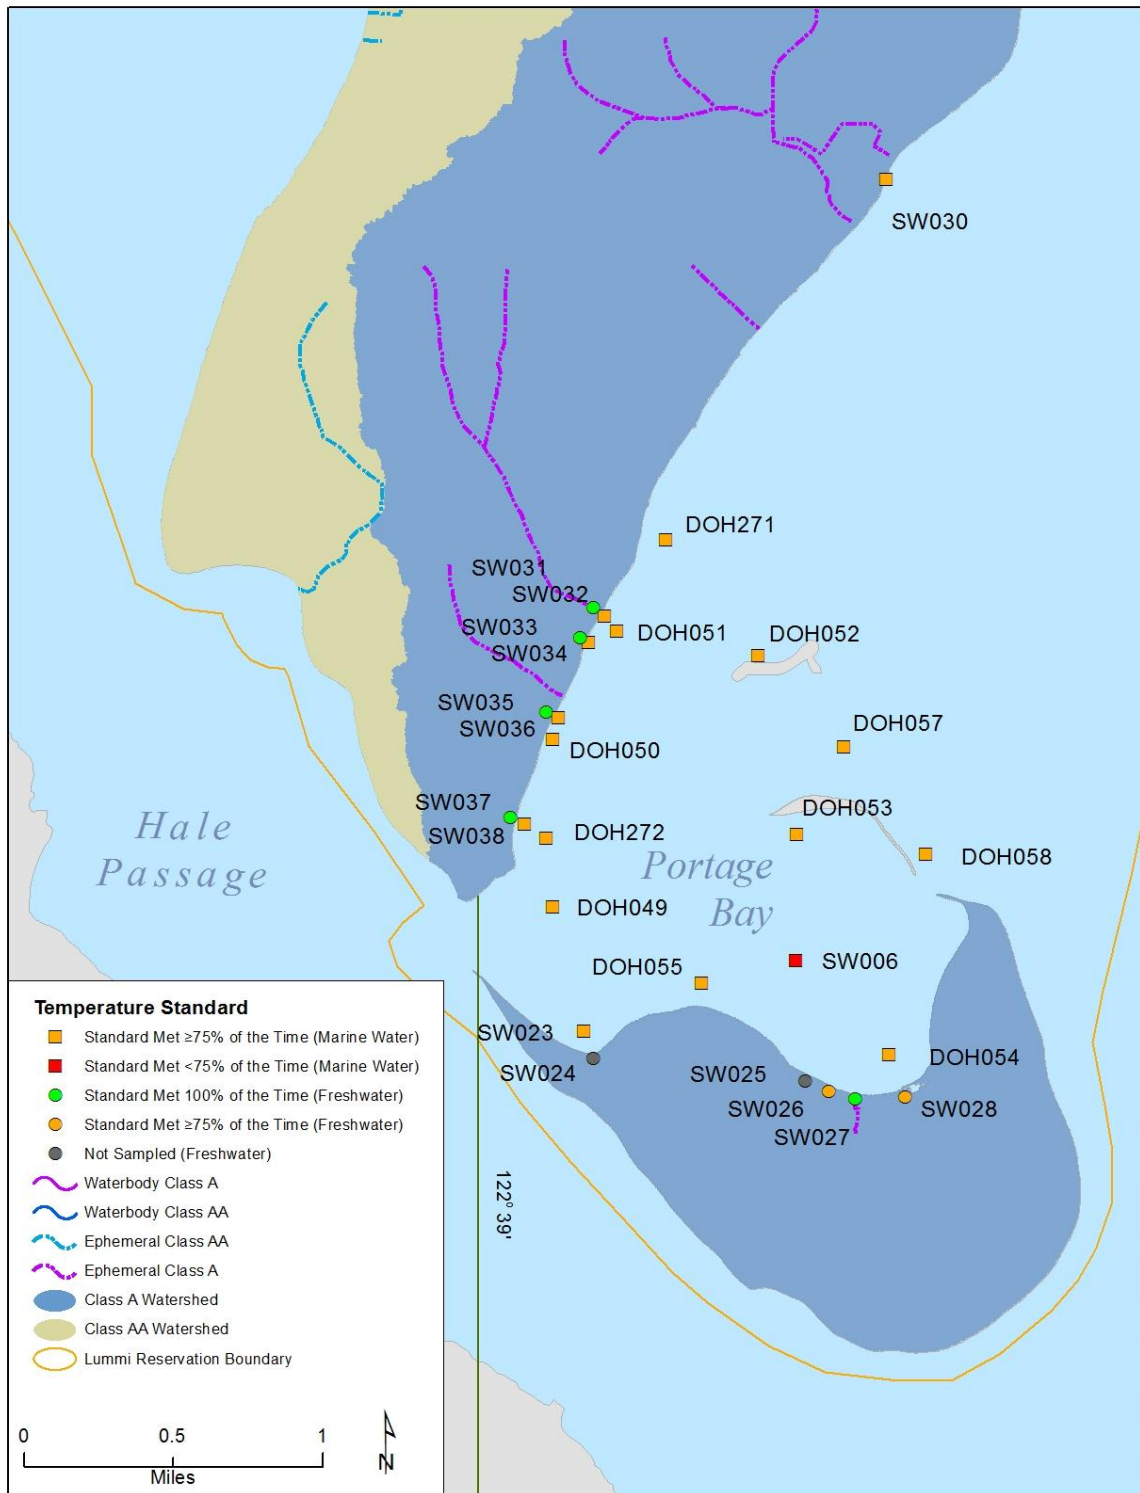 SW030
DOH271
SW031
SW032
SW033
DOH051
SW034
DOH052
SW035
SW036
DOH050
DOH057
SW037
SW038
DOH272
DOH053
DOH058
Hale
Passage
Portage
Bay
DOH049
DOH055
SW006
SW023
SW024
DOH054
SW025
SW026
SW028
SW027
122° 39'
Temperature Standard
Standard Met ≥75% of the Time (Marine Water)
Standard Met <75% of the Time (Marine Water)
Standard Met 100% of the Time (Freshwater)
Standard Met ≥75% of the Time (Freshwater)
Not Sampled (Freshwater)
Waterbody Class A
Waterbody Class AA
Ephemeral Class AA
Ephemeral Class A
Class A Watershed
Class AA Watershed
Lummi Reservation Boundary
0 0.5 1
Miles
N